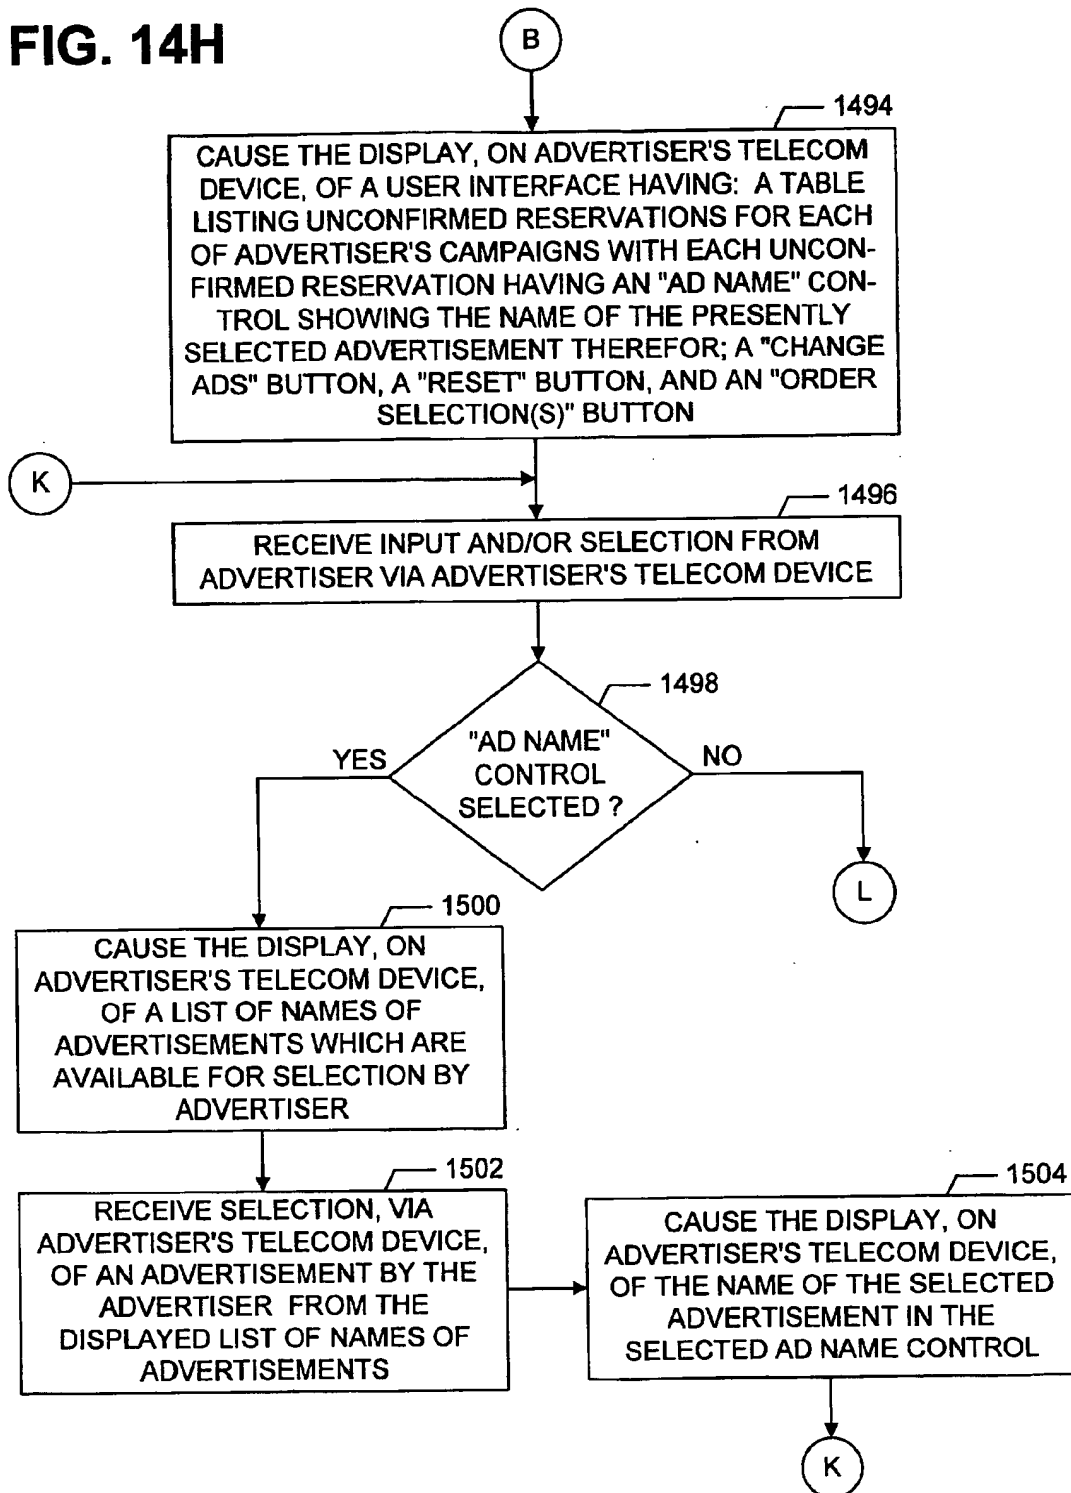 FIG. 14H
B
1494
CAUSE THE DISPLAY, ON ADVERTISER'S TELECOM
DEVICE, OF A USER INTERFACE HAVING: A TABLE
LISTING UNCONFIRMED RESERVATIONS FOR EACH
OF ADVERTISER'S CAMPAIGNS WITH EACH UNCON-
FIRMED RESERVATION HAVING AN "AD NAME" CON-
TROL SHOWING THE NAME OF THE PRESENTLY
SELECTED ADVERTISEMENT THEREFOR; A "CHANGE
ADS" BUTTON, A "RESET" BUTTON, AND AN "ORDER
SELECTION(S)" BUTTON
K
1496
RECEIVE INPUT AND/OR SELECTION FROM
ADVERTISER VIA ADVERTISER'S TELECOM DEVICE
1498
"AD NAME"
CONTROL
SELECTED ?
YES
NO
L
1500
CAUSE THE DISPLAY, ON
ADVERTISER'S TELECOM DEVICE,
OF A LIST OF NAMES OF
ADVERTISEMENTS WHICH ARE
AVAILABLE FOR SELECTION BY
ADVERTISER
1502
RECEIVE SELECTION, VIA
ADVERTISER'S TELECOM DEVICE,
OF AN ADVERTISEMENT BY THE
ADVERTISER FROM THE
DISPLAYED LIST OF NAMES OF
ADVERTISEMENTS
1504
CAUSE THE DISPLAY, ON
ADVERTISER'S TELECOM DEVICE,
OF THE NAME OF THE SELECTED
ADVERTISEMENT IN THE
SELECTED AD NAME CONTROL
K